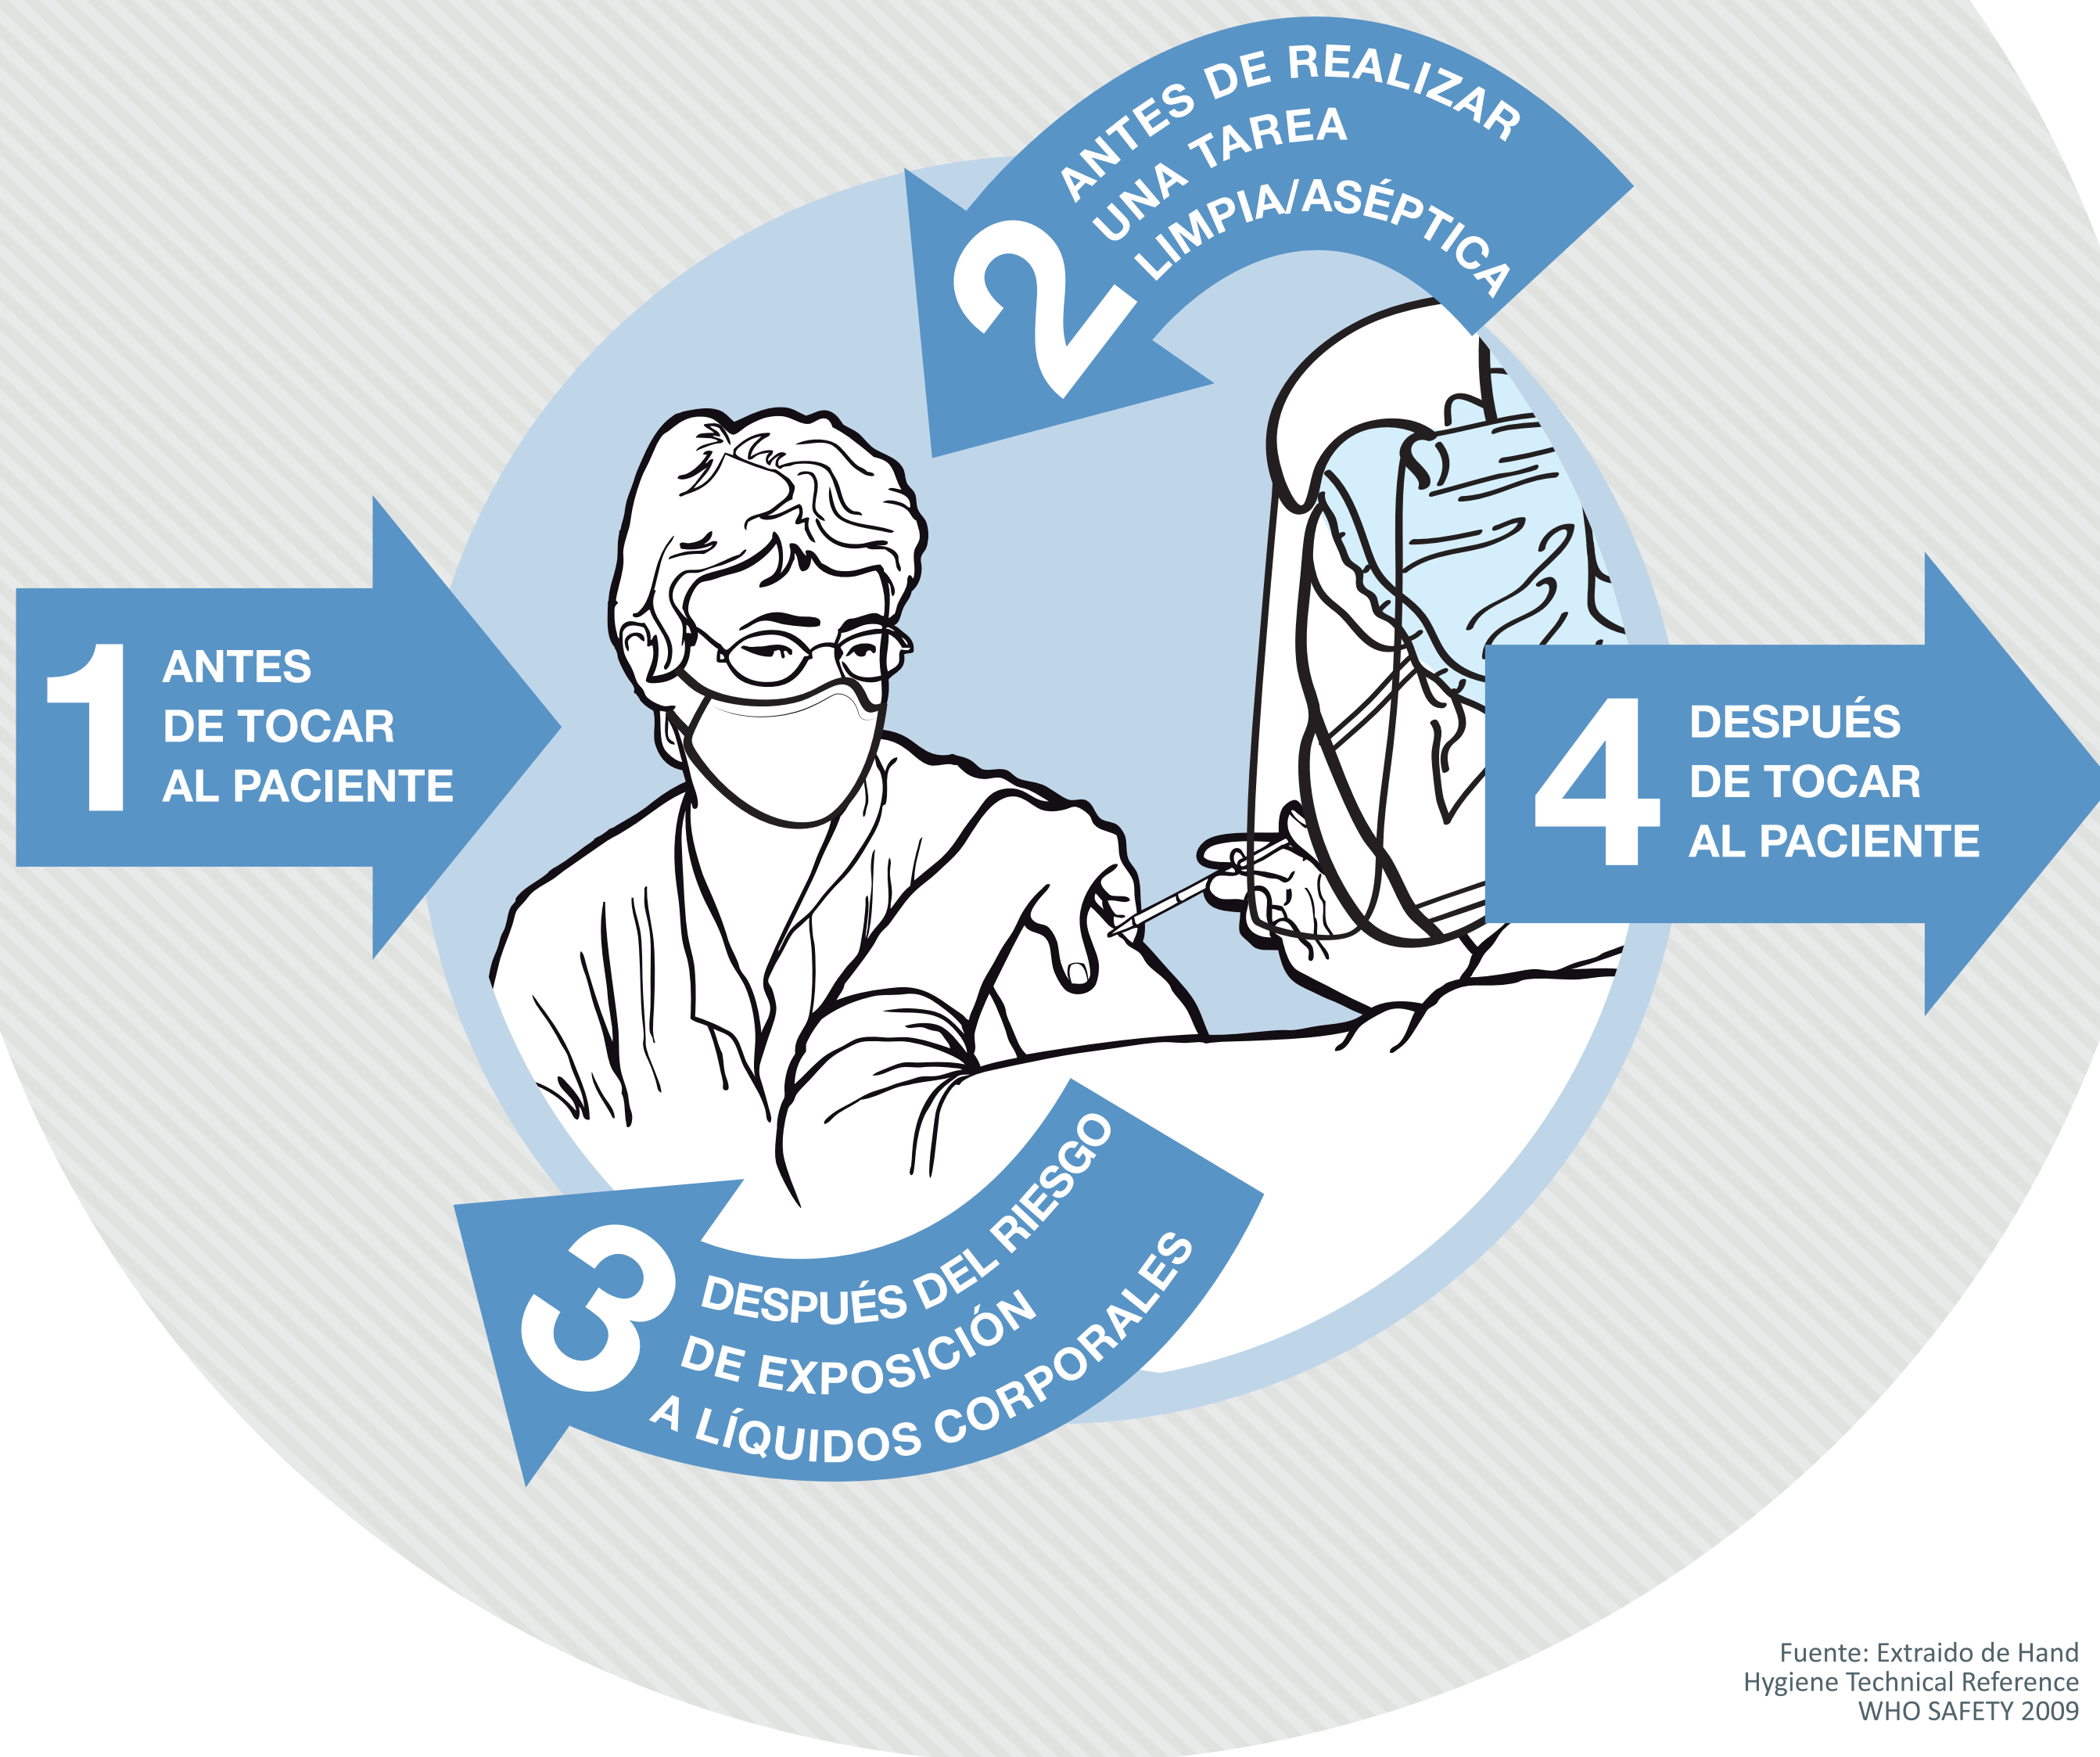 1
ANTES
DE TOCAR
AL PACIENTE
2
ANTES DE REALIZAR
UNA TAREA
LIMPIA/ASÉPTICA
3
DESPUÉS DEL RIESGO
DE EXPOSICIÓN
A LÍQUIDOS CORPORALES
4
DESPUÉS
DE TOCAR
AL PACIENTE
Fuente: Extraido de Hand
Hygiene Technical Reference
WHO SAFETY 2009